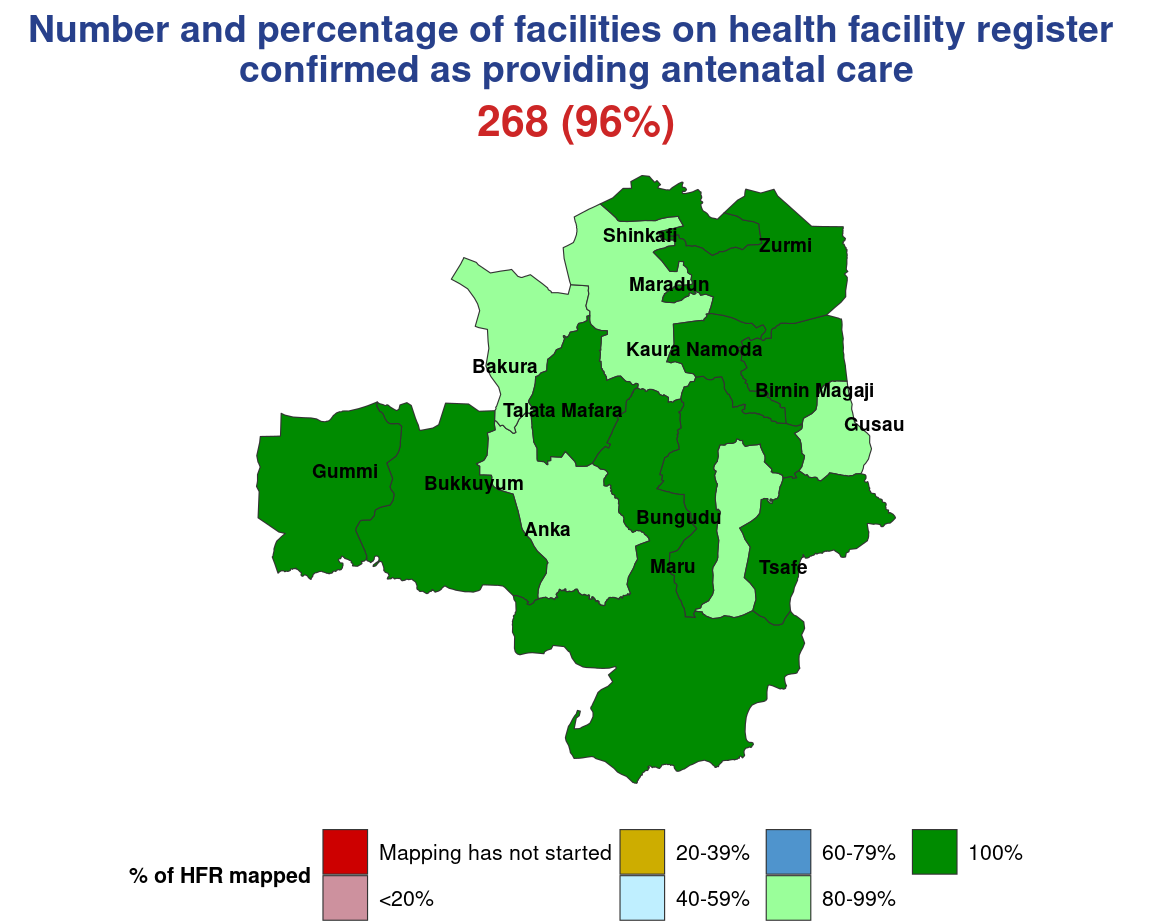 Number and percentage of facilities on health facility register
confirmed as providing antenatal care
268 (96%)
Shinkafi
Zurmi
Maradun
Kaura Namoda
Bakura
Birnin Magaji
Talata Mafara
Gusau
Gummi
Bukkuyum
Bungudu
Anka
Maru
Tsafe
% of HFR mapped
Mapping has not started
<20%
20-39%
40-59%
60-79%
80-99%
100%